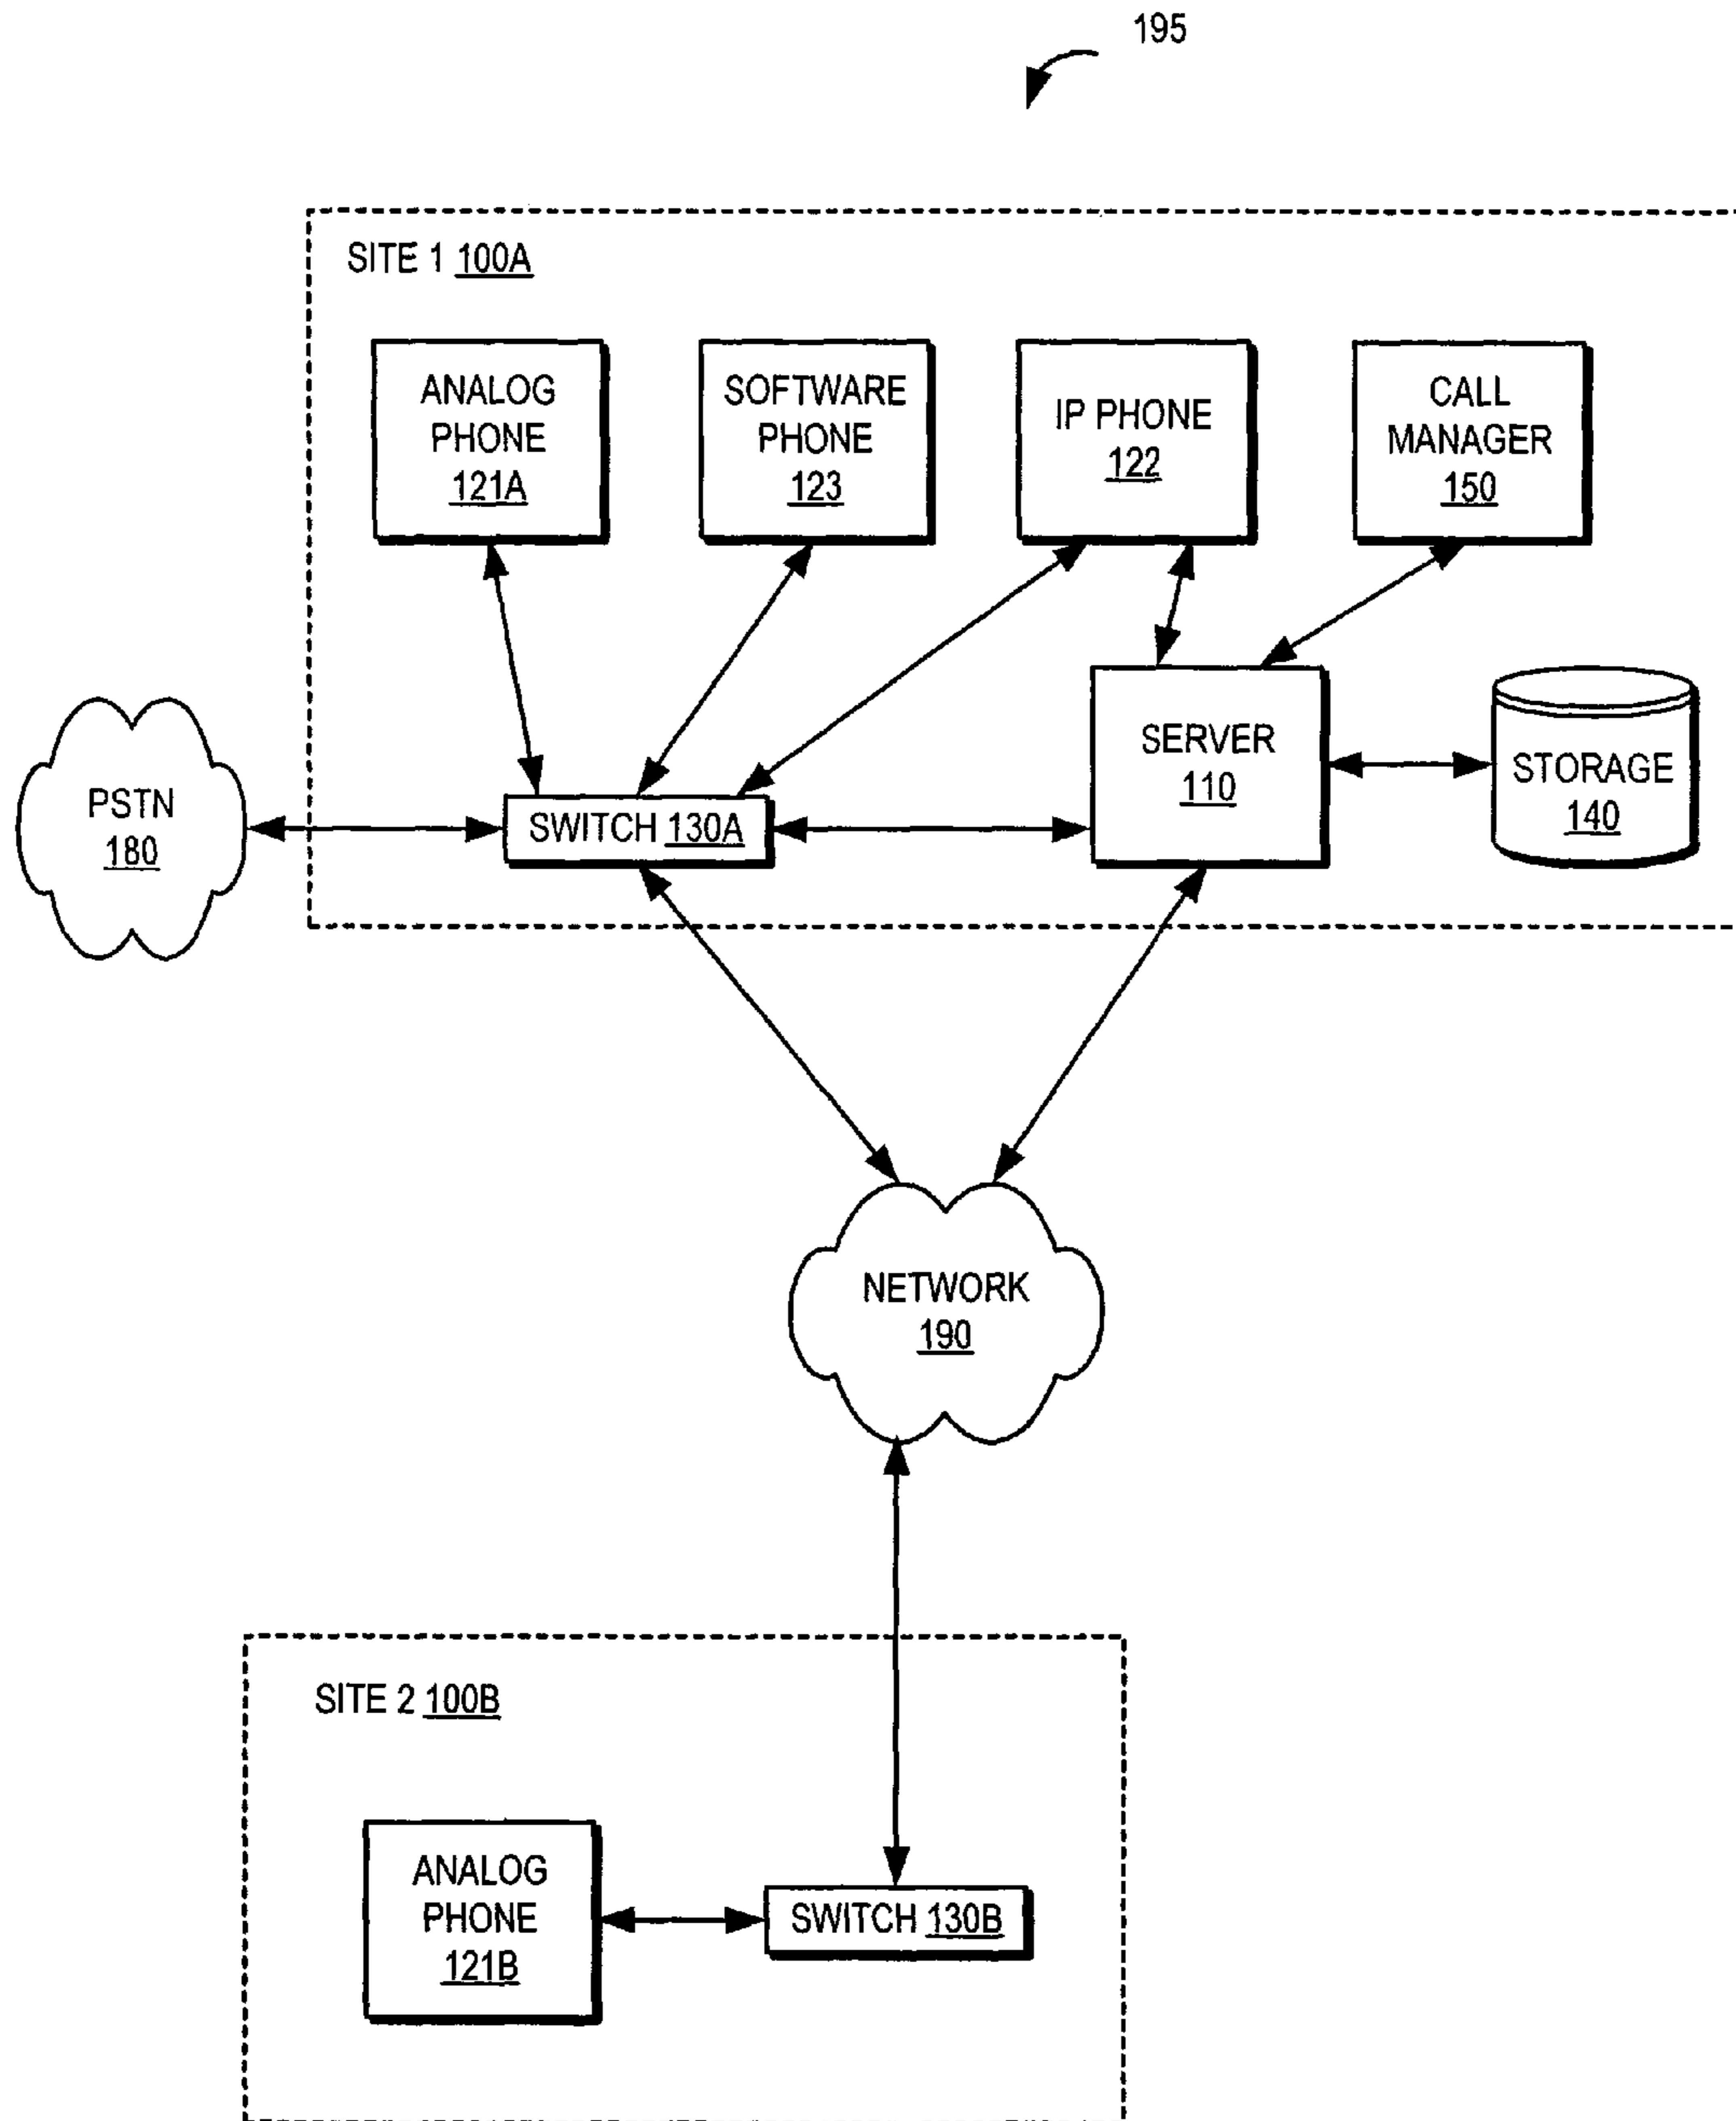 195
SITE 1 100A
ANALOG
PHONE
121A
SOFTWARE
PHONE
123
IP PHONE
122
CALL
MANAGER
150
PSTN
180
SWITCH 130A
SERVER
110
STORAGE
140
NETWORK
190
SITE 2 100B
ANALOG
PHONE
121B
SWITCH 130B